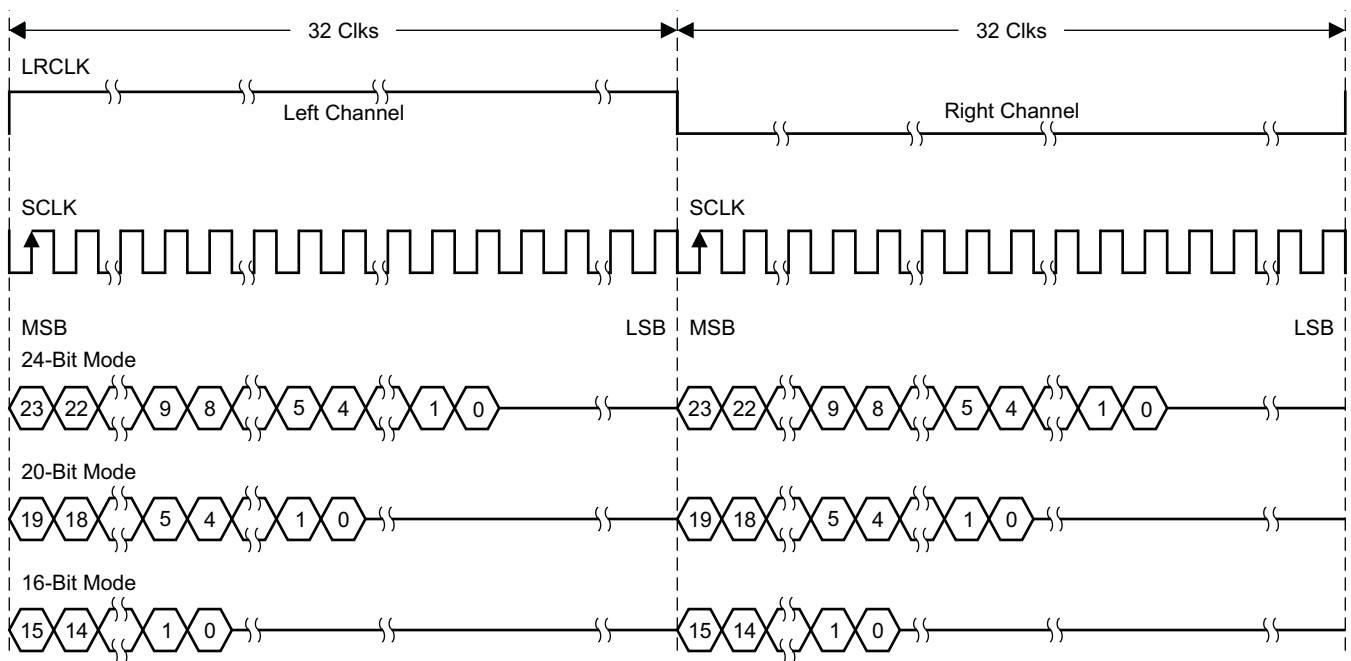 32 Clks 32 Clks
LRCLK
Left Channel Right Channel
SCLK SCLK
MSB LSB MSB LSB
24-Bit Mode
23 22 9 8 5 4 1 0 23 22 9 8 5 4 1 0
20-Bit Mode
19 18 5 4 1 0 19 18 5 4 1 0
16-Bit Mode
15 14 1 0 15 14 1 0